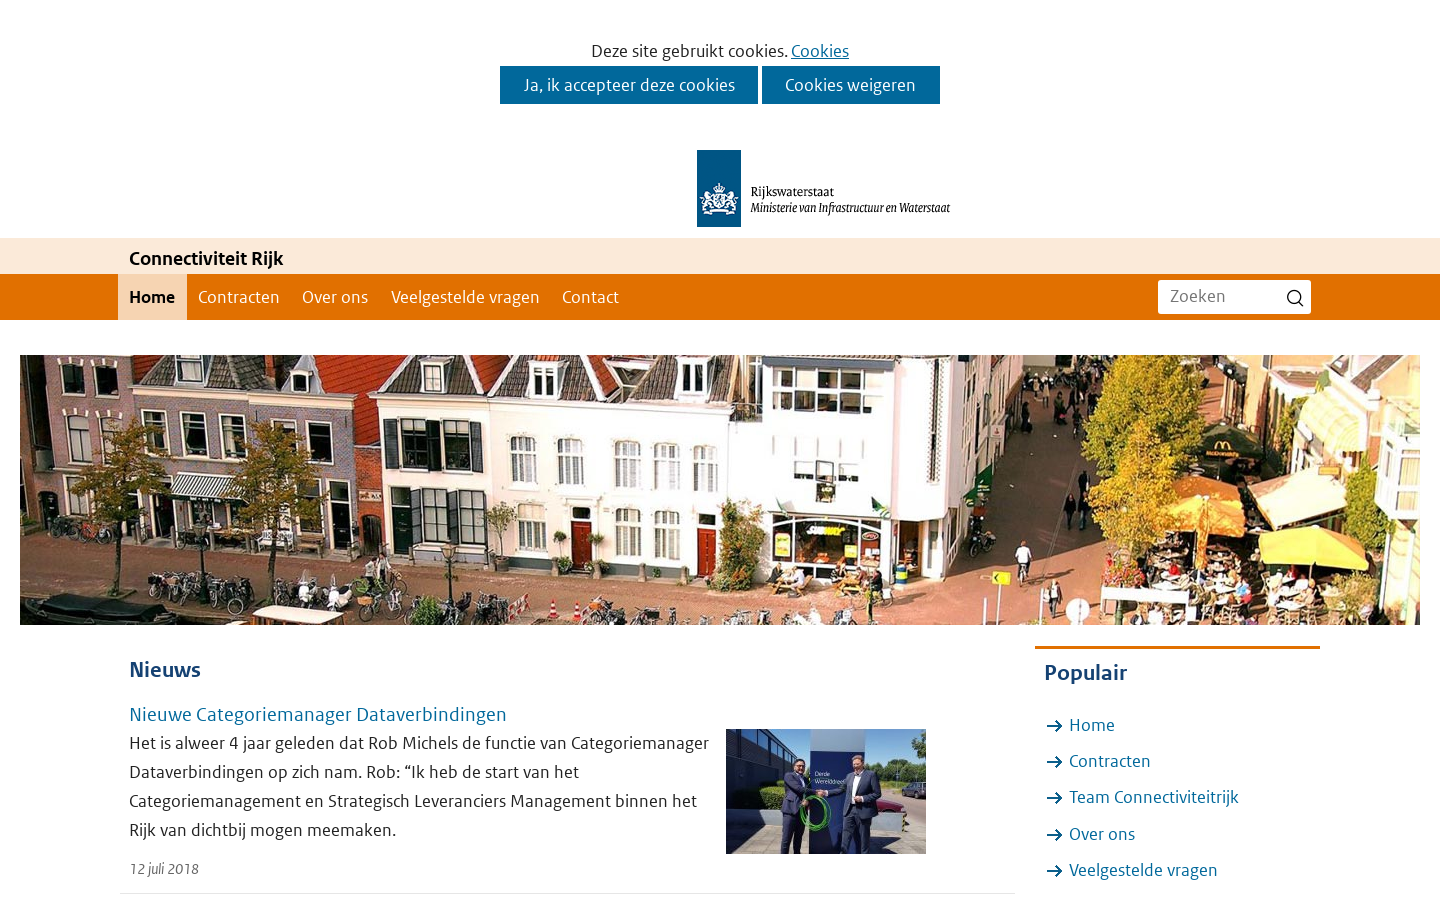 Deze site gebruikt cookies. Cookies
Ja, ik accepteer deze cookies Cookies weigeren
Rijkswaterstaat
Ministerie van Infrastructuur en Waterstaat
Connectiviteit Rijk
Home Contracten Over ons Veelgestelde vragen Contact Zoeken
McDonald's
SUBWAY
Nieuws
Nieuwe Categoriemanager Dataverbindingen
Het is alweer 4 jaar geleden dat Rob Michels de functie van Categoriemanager
Dataverbindingen op zich nam. Rob: “Ik heb de start van het
Categoriemanagement en Strategisch Leveranciers Management binnen het
Rijk van dichtbij mogen meemaken.
12 juli 2018
Derde
Werelddreef
Populair
Home
Contracten
Team Connectiviteitrijk
Over ons
Veelgestelde vragen